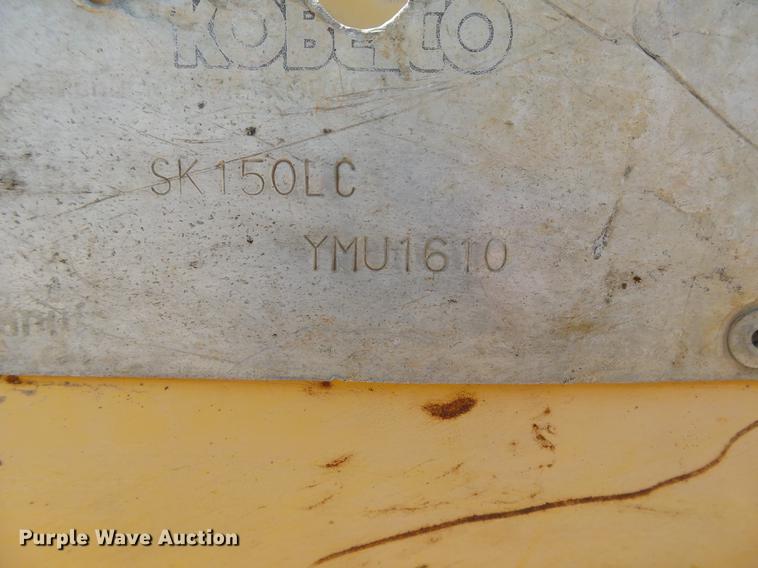 KOBELCO
SK150LC
YMU1610
Purple Wave Auction